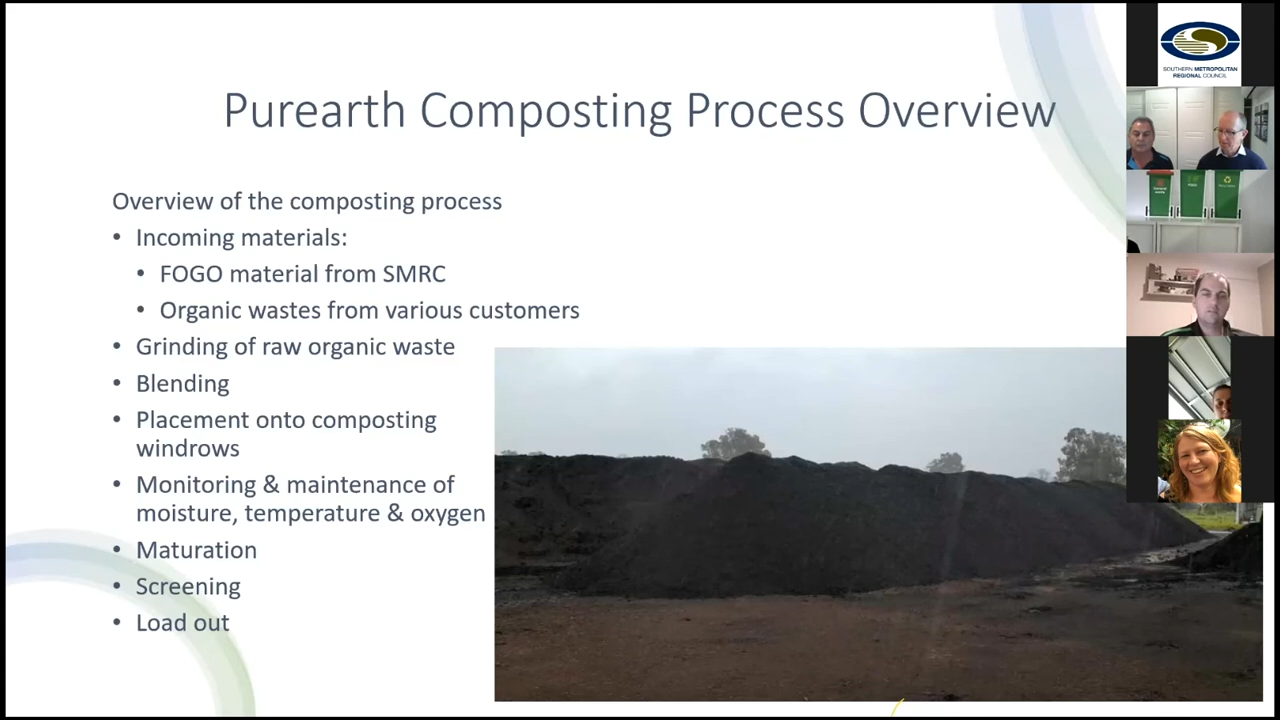 Purearth Composting Process Overview
Overview of the composting process
• Incoming materials:
• FOGO material from SMRC
• Organic wastes from various customers
• Grinding of raw organic waste
• Blending
• Placement onto composting
windrows
• Monitoring & maintenance of
moisture, temperature & oxygen
• Maturation
• Screening
• Load out
SOUTHERN METROPOLITAN
REGIONAL COUNCIL
FOGO